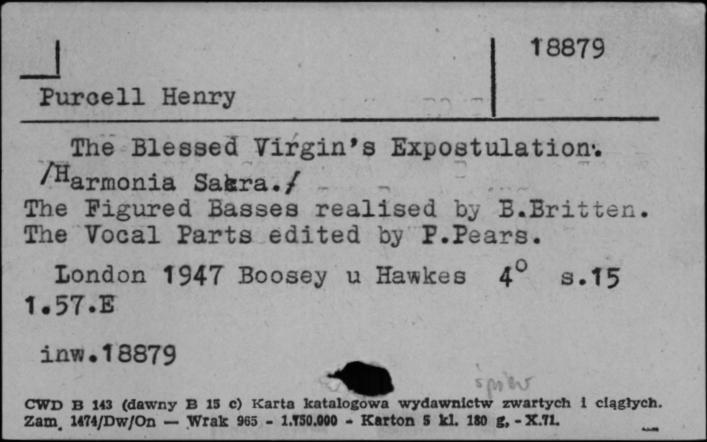 18879
Purcell Henry
The Blessed Virgin's Expostulation.
/Harmonia Sakra./
The Figured Basses realised by B.Britten.
The Vocal Parts edited by P.Pears.
London 1947 Boosey u Hawkes 4° s.15
1.57.E
inw.18879
śpiew
CWD B 143 (dawny B 15 c) Karta katalogowa wydawnictw zwartych i ciągłych.
Zam. 1474/Dw/On — Wrak 965 - 1.750.000 - Karton 5 kl. 180 g. - X.71.